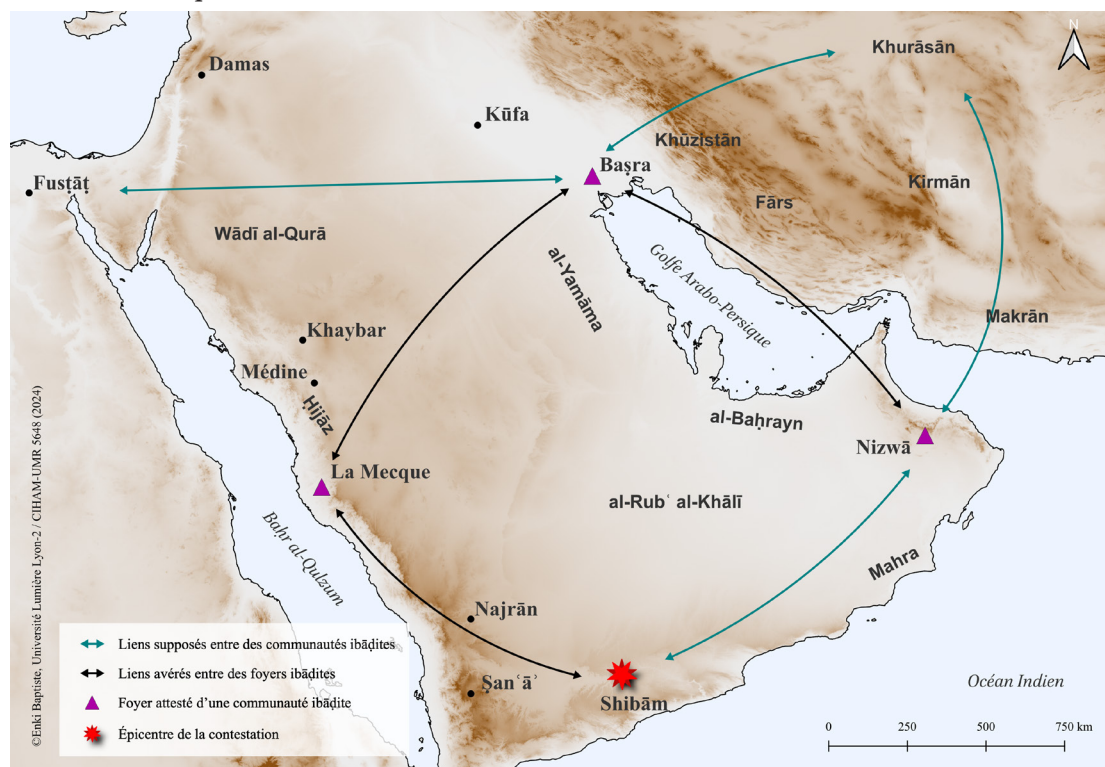 N
Damas
Khurāsān
Kūfa
Khūzistān
Baṣra
Fusṭāṭ
Kirmān
Fārs
Wādī al-Qurā
al-Yamāma
Golfe Arabo-Persique
Makrān
Khaybar
Médine
Ḥijāz
al-Baḥrayn
Nizwā
La Mecque
al-Rubʿ al-Khālī
Baḥr al-Qulzum
Mahra
Najrān
Ṣanʿāʾ
Shibām
Océan Indien
Liens supposés entre des communautés ibāḍites
Liens avérés entre des foyers ibāḍites
Foyer attesté d'une communauté ibāḍite
Épicentre de la contestation
0 250 500 750 km
©Enki Baptiste, Université Lumière Lyon-2 / CIHAM-UMR 5648 (2024)